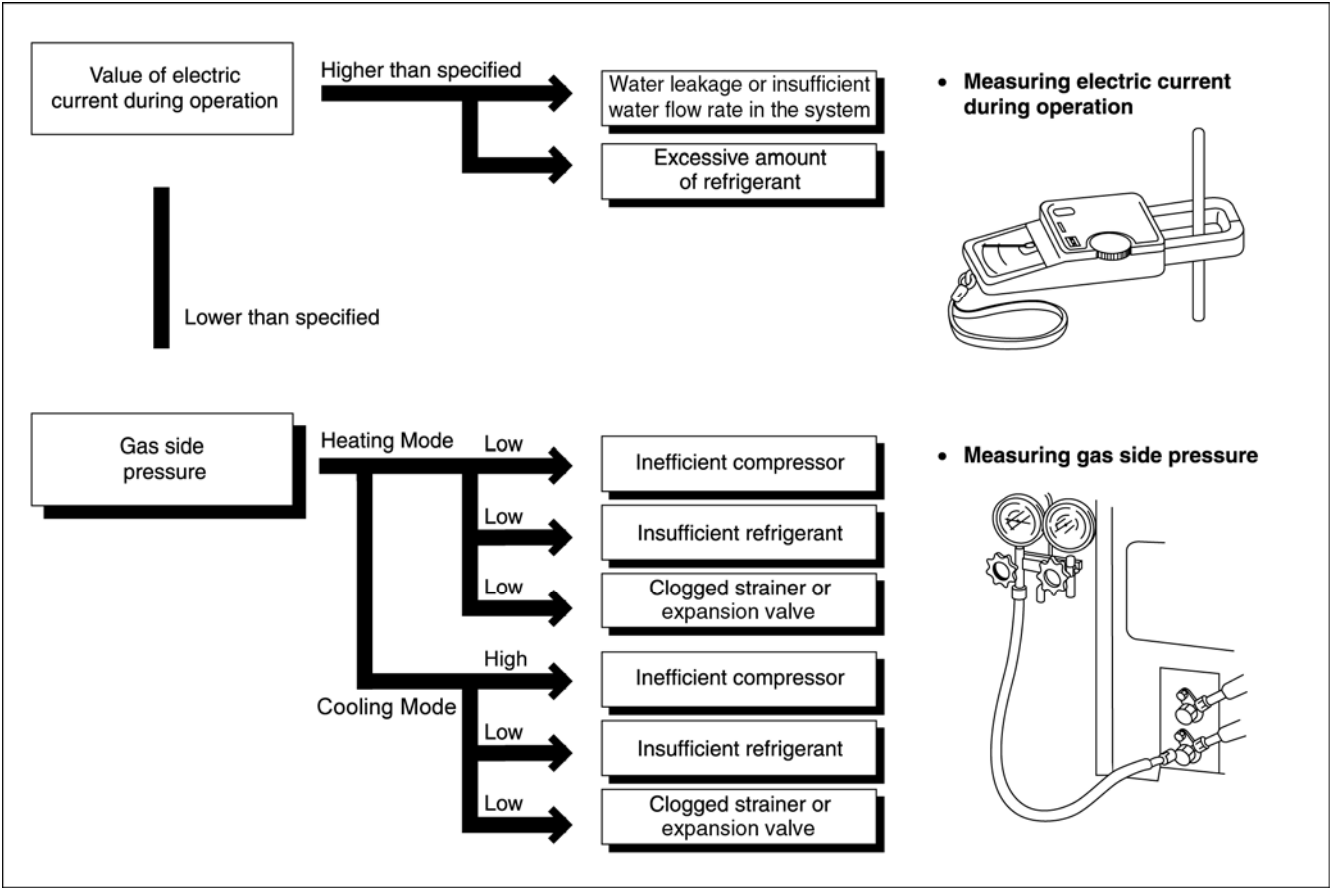 Value of electric
current during operation
Higher than specified
Water leakage or insufficient
water flow rate in the system
Excessive amount
of refrigerant
• Measuring electric current
during operation
Lower than specified
Gas side
pressure
Heating Mode
Low
Inefficient compressor
Low
Insufficient refrigerant
Low
Clogged strainer or
expansion valve
High
Inefficient compressor
Cooling Mode
Low
Insufficient refrigerant
Low
Clogged strainer or
expansion valve
• Measuring gas side pressure